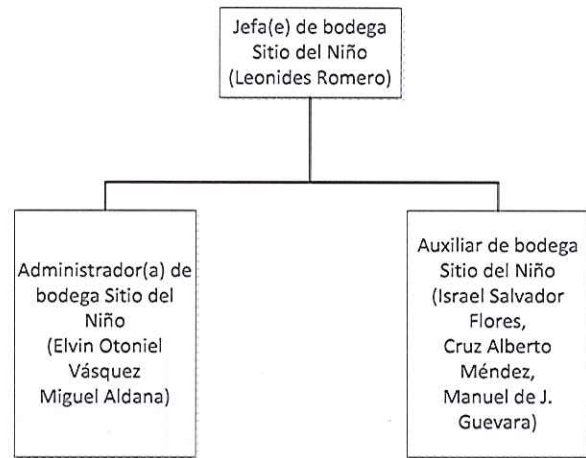 Jefa(e) de bodega
Sitio del Niño
(Leonides Romero)
Administrador(a) de
bodega Sitio del
Niño
(Elvin Otoniel
Vásquez
Miguel Aldana)
Auxiliar de bodega
Sitio del Niño
(Israel Salvador
Flores,
Cruz Alberto
Méndez,
Manuel de J.
Guevara)